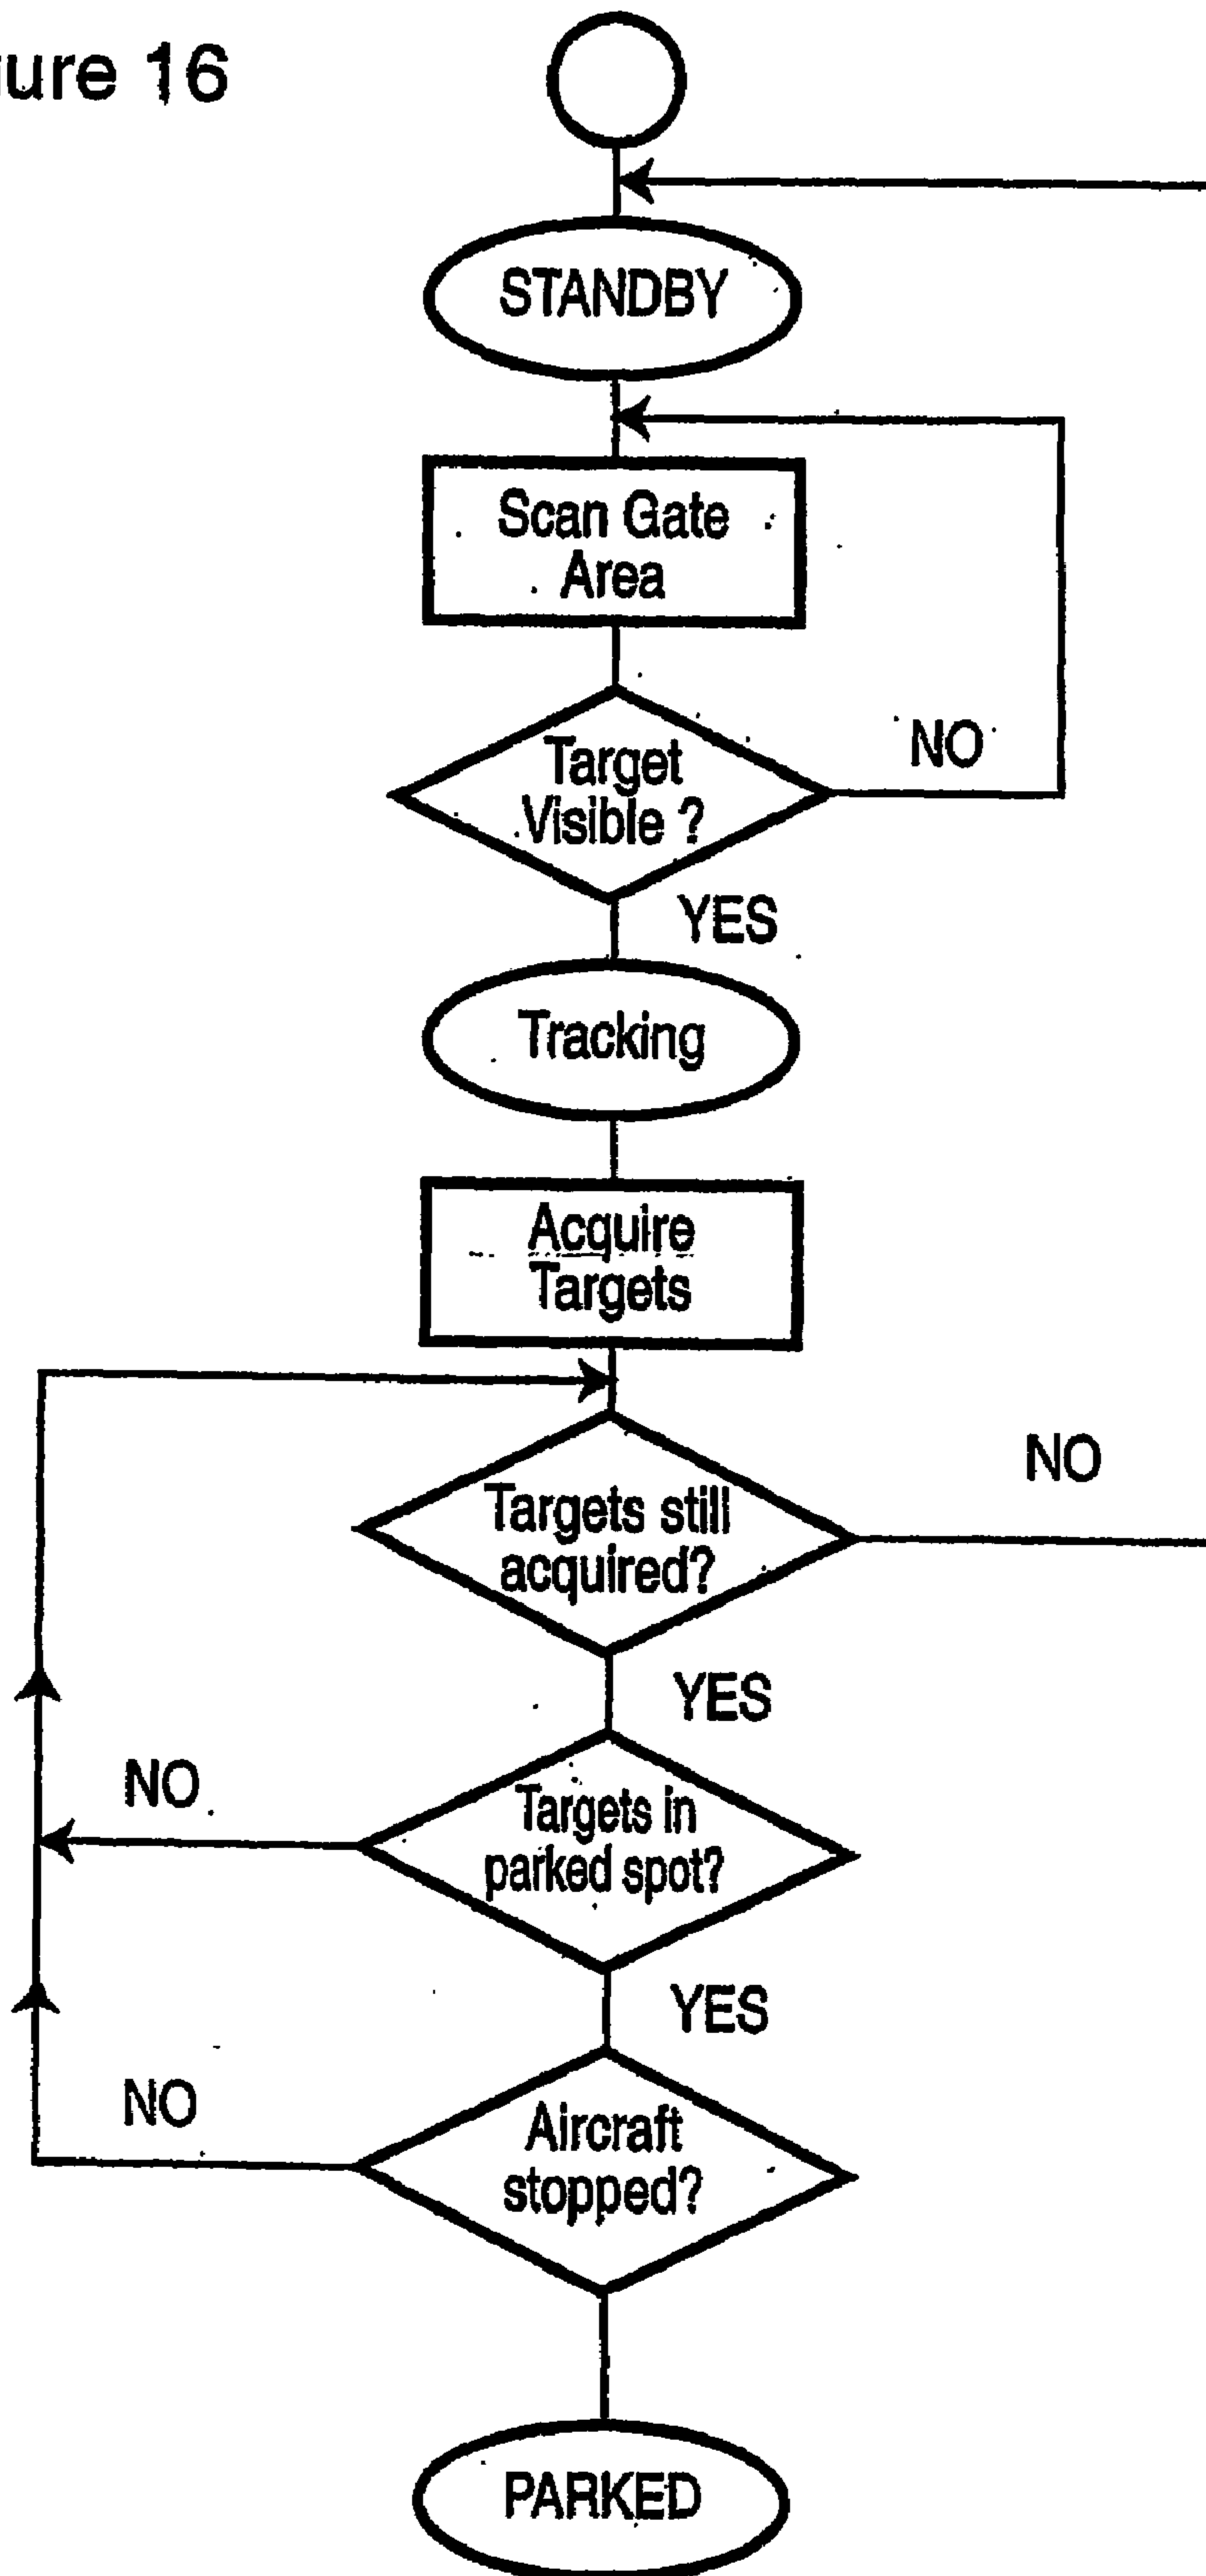 ure 16
STANDBY
Scan Gate
Area
Target
Visible ?
NO
YES
Tracking
Acquire
Targets
Targets still
acquired?
NO
YES
Targets in
parked spot?
NO
YES
Aircraft
stopped?
NO
PARKED